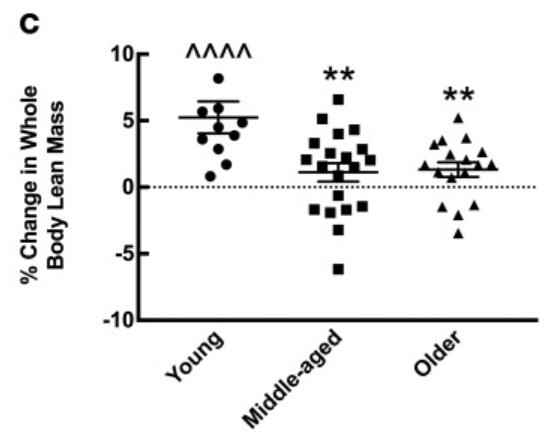 C
10
^^^^
**
**
5
0
-5
-10
% Change in Whole
Body Lean Mass
Young
Middle-aged
Older